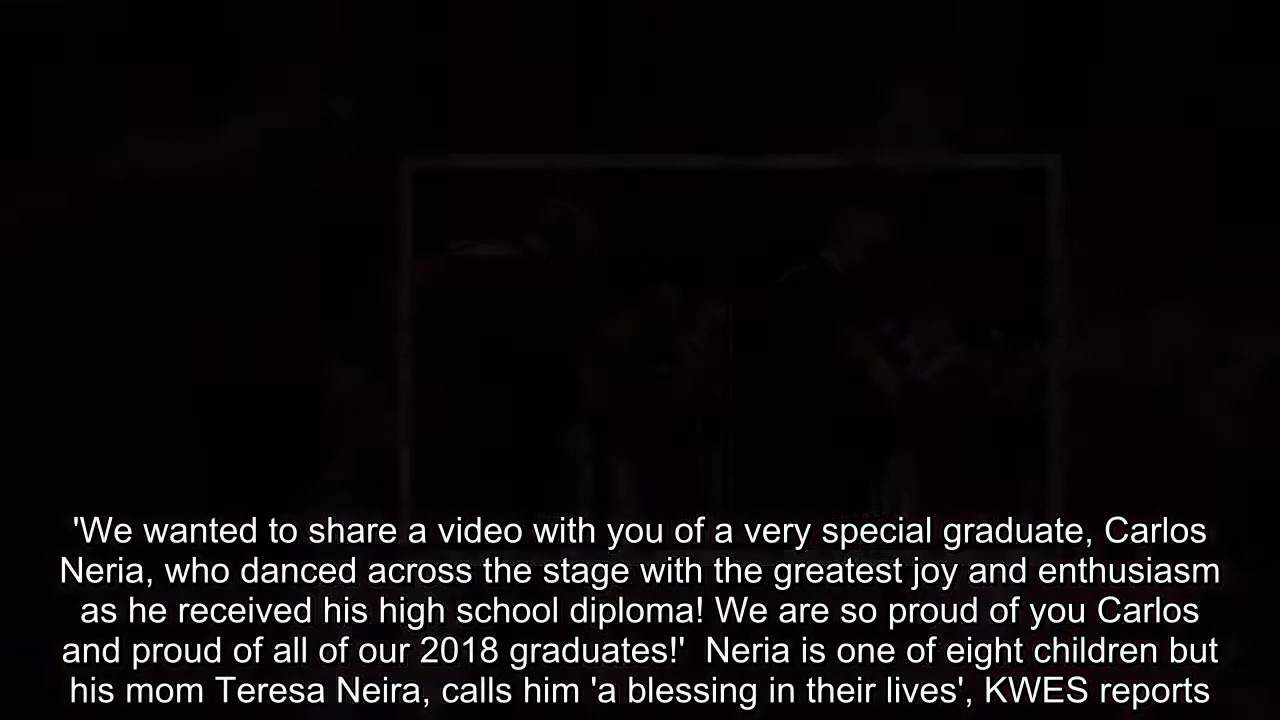 'We wanted to share a video with you of a very special graduate, Carlos
Neria, who danced across the stage with the greatest joy and enthusiasm
as he received his high school diploma! We are so proud of you Carlos
and proud of all of our 2018 graduates!'  Neria is one of eight children but
his mom Teresa Neira, calls him 'a blessing in their lives', KWES reports